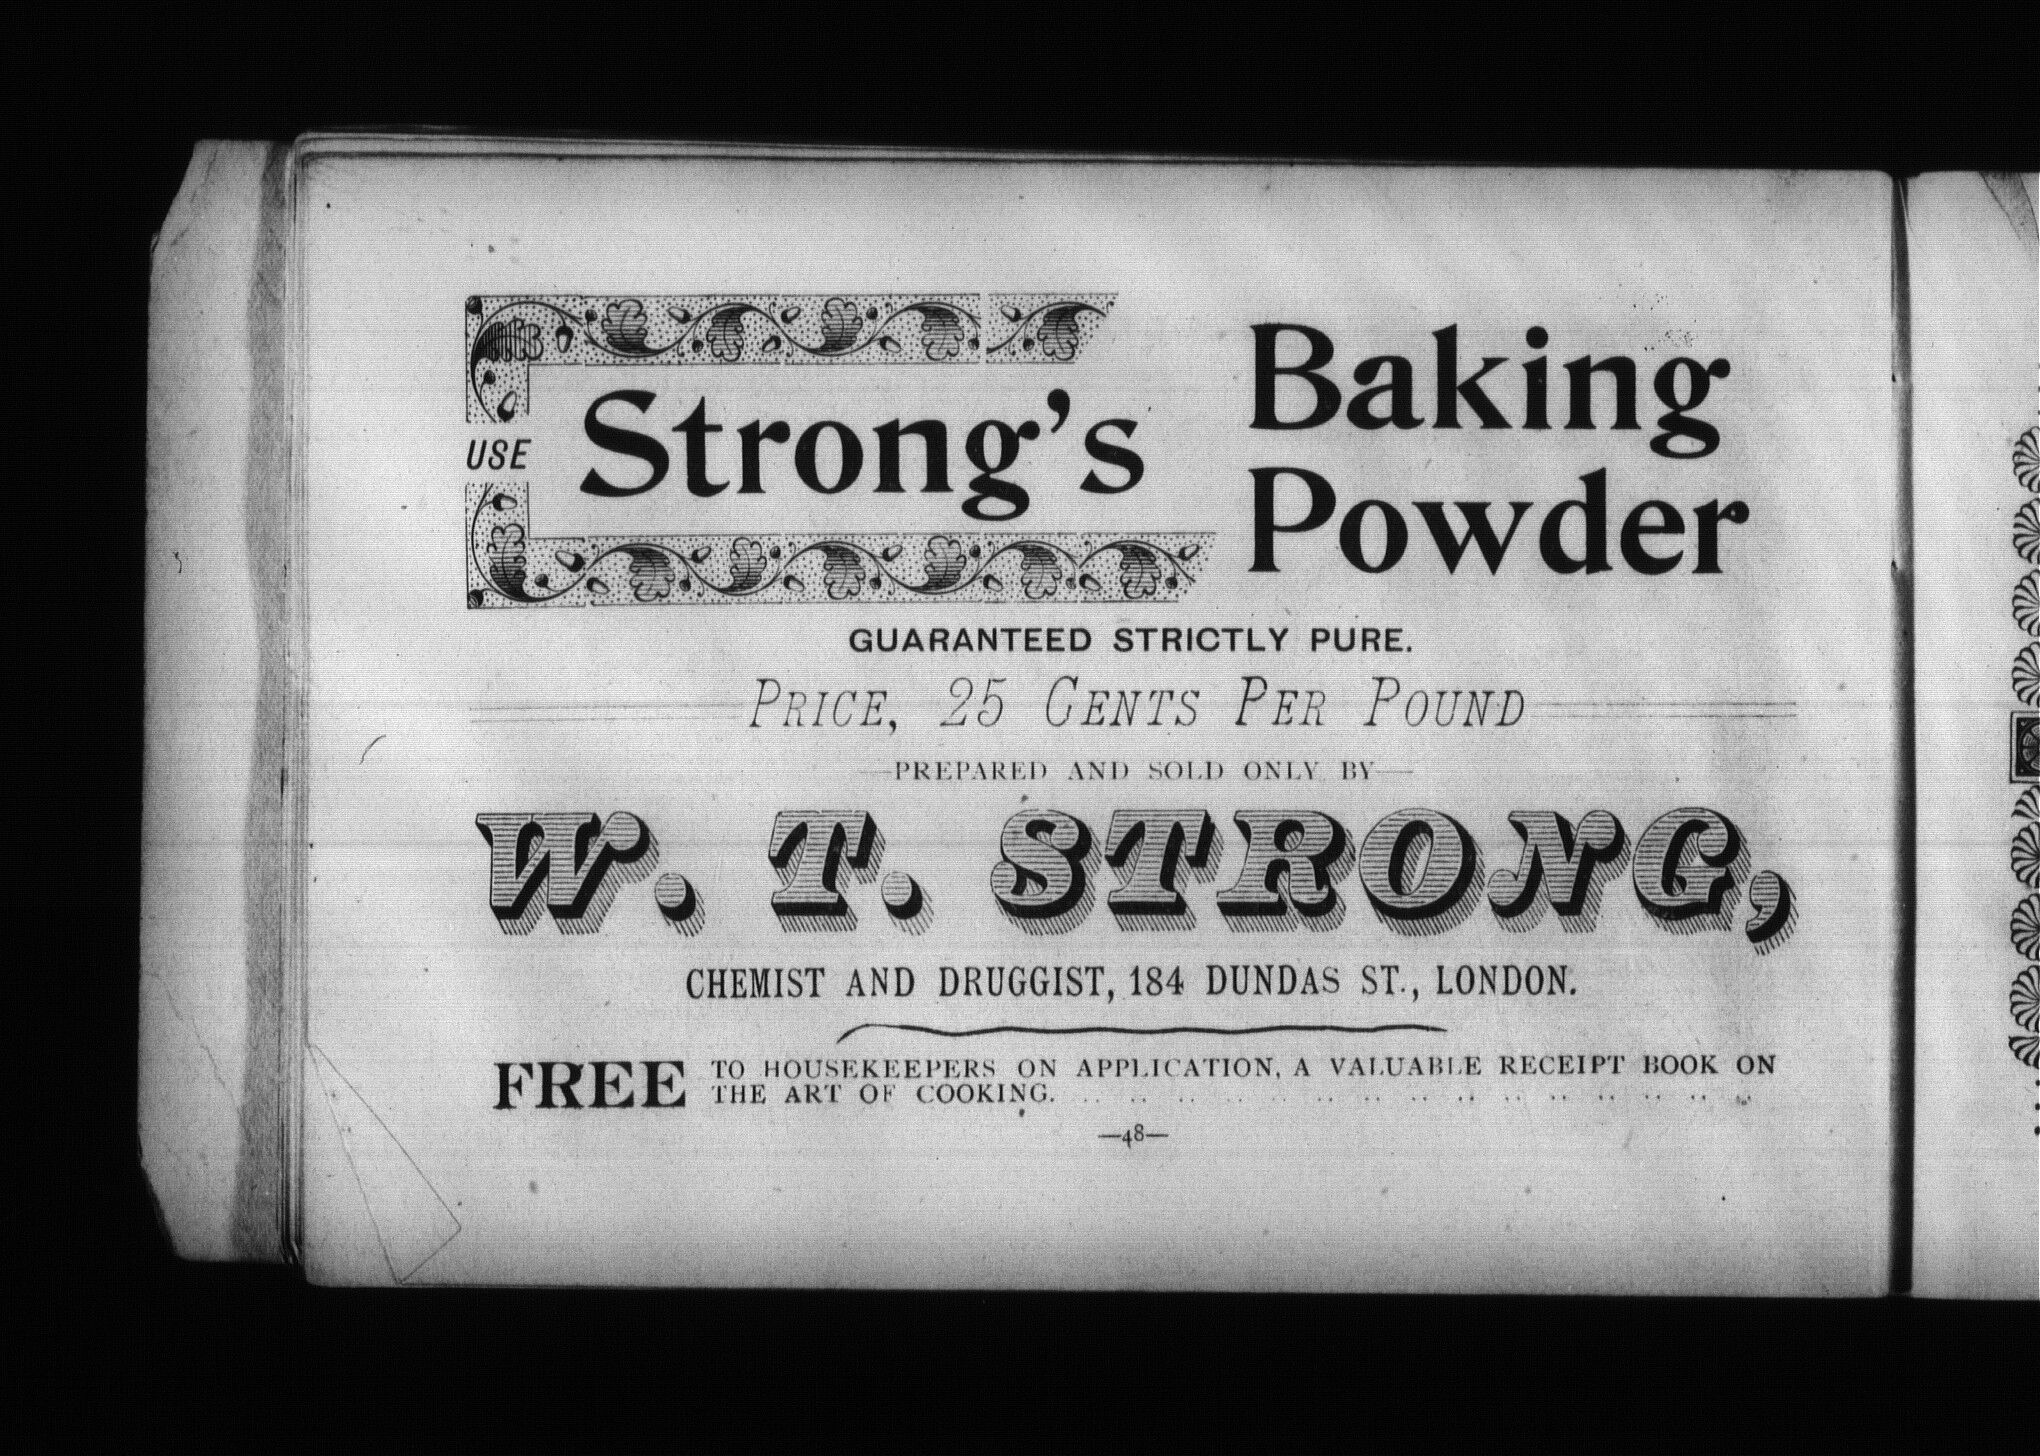 USE Strong's Baking
Powder
GUARANTEED STRICTLY PURE.
PRICE, 25 CENTS PER POUND
—PREPARED AND SOLD ONLY BY—
W. T. STRONG,
CHEMIST AND DRUGGIST, 184 DUNDAS ST., LONDON.
FREE TO HOUSEKEEPERS ON APPLICATION, A VALUABLE RECEIPT BOOK ON
THE ART OF COOKING.
—48—